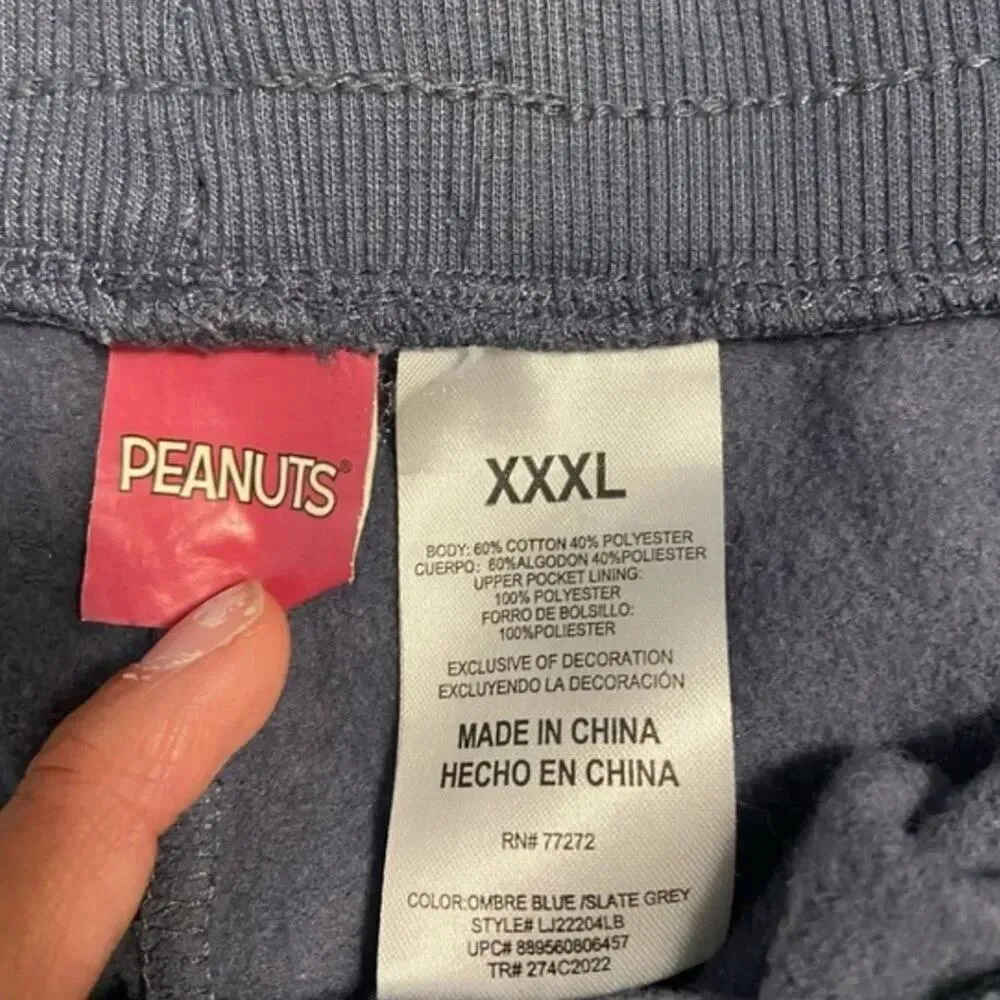 PEANUTS®
XXXL
BODY: 60% COTTON 40% POLYESTER
CUERPO: 60%ALGODON 40%POLIESTER
UPPER POCKET LINING:
100% POLYESTER
FORRO DE BOLSILLO:
100%POLIESTER
EXCLUSIVE OF DECORATION
EXCLUYENDO LA DECORACIÓN
MADE IN CHINA
HECHO EN CHINA
RN# 77272
COLOR:OMBRE BLUE /SLATE GREY
STYLE# LJ22204LB
UPC# 889560806457
TR# 274C2022